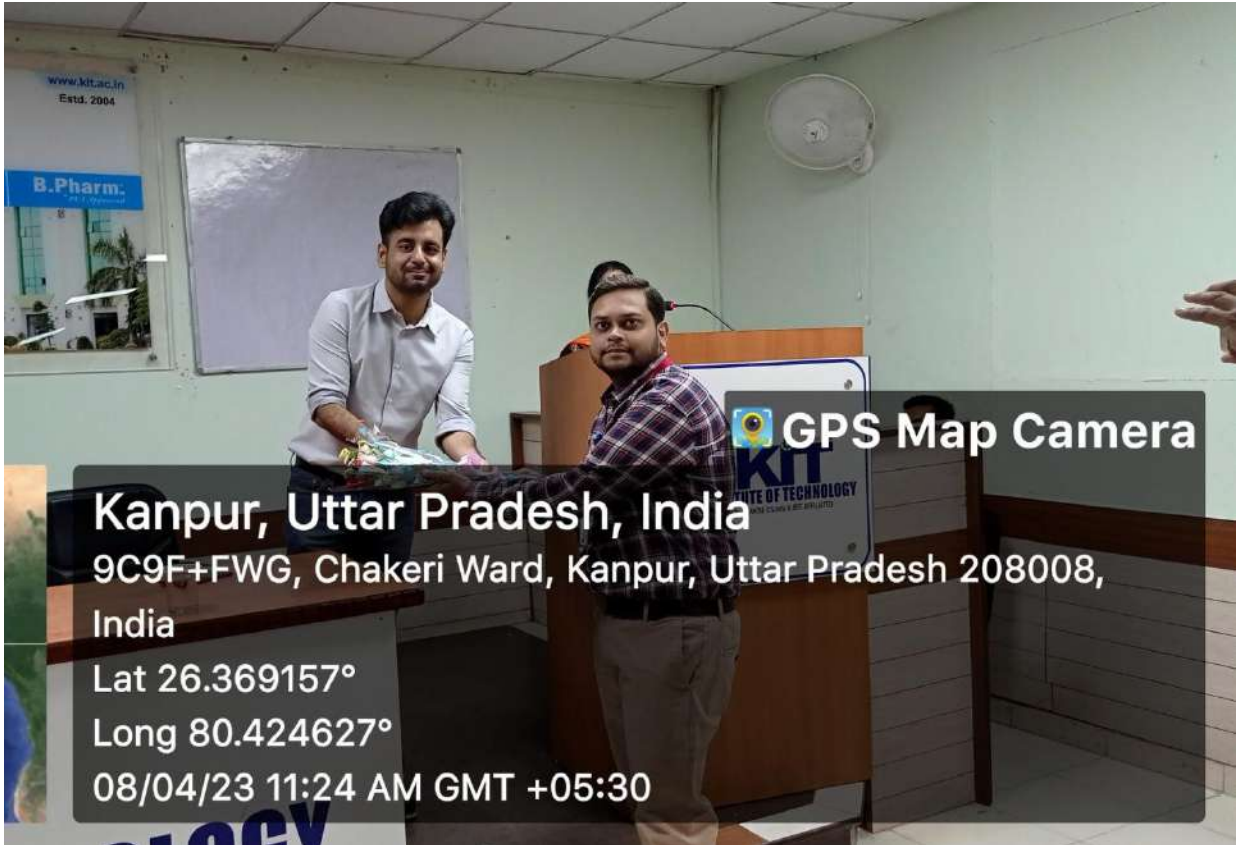 www.kit.ac.in
Estd. 2004
B.Pharm.
GPS Map Camera
KIT
TUTE OF TECHNOLOGY
Kanpur, Uttar Pradesh, India
9C9F+FWG, Chakeri Ward, Kanpur, Uttar Pradesh 208008,
India
Lat 26.369157°
Long 80.424627°
08/04/23 11:24 AM GMT +05:30
OLOGY